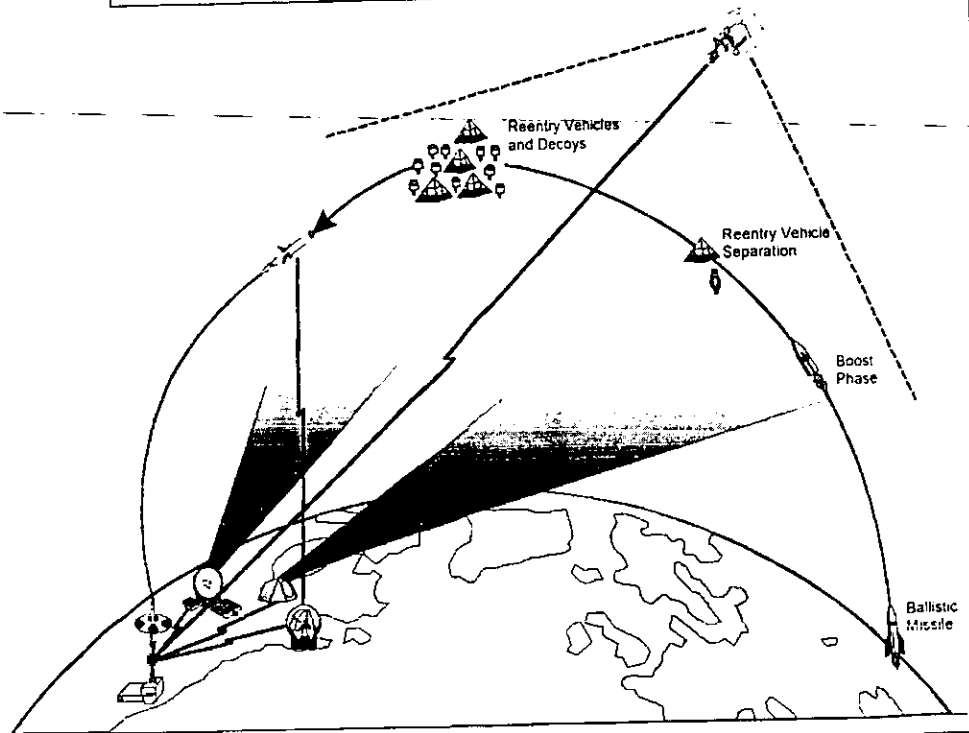 Reentry Vehicles
and Decoys
Reentry Vehicle
Separation
Boost
Phase
Ballistic
Missile